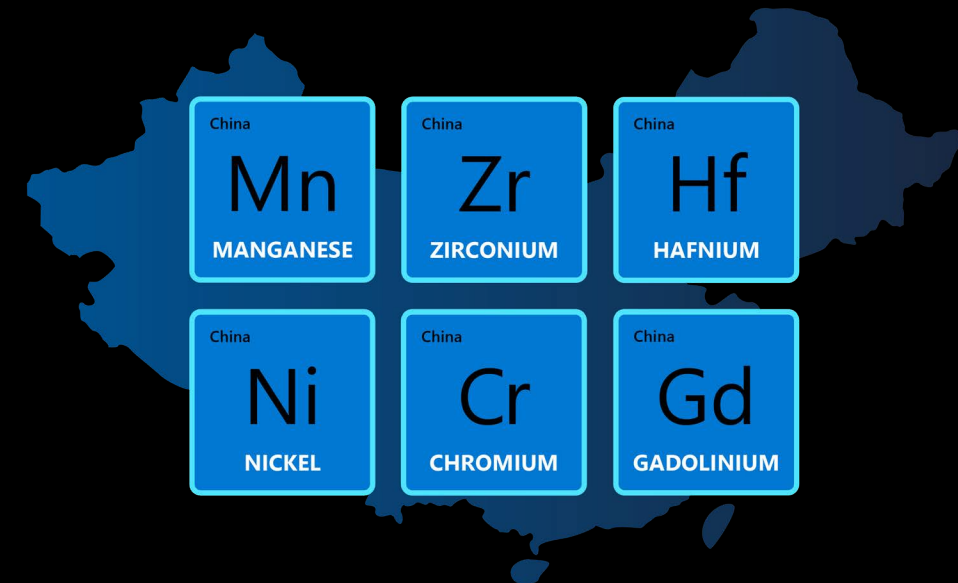 China
Mn
MANGANESE
China
Zr
ZIRCONIUM
China
Hf
HAFNIUM
China
Ni
NICKEL
China
Cr
CHROMIUM
China
Gd
GADOLINIUM